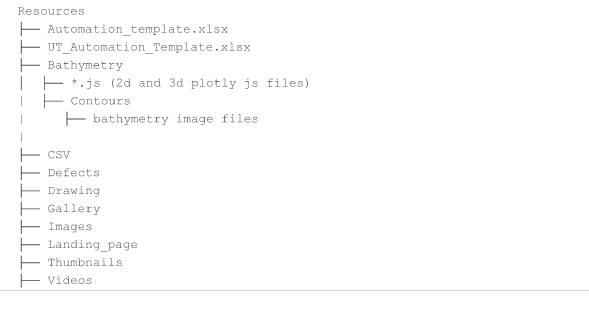 Resources
├── Automation_template.xlsx
├── UT_Automation_Template.xlsx
├── Bathymetry
│   ├── *.js (2d and 3d plotly js files)
|   ├── Contours
|      ├── bathymetry image files
|
├── CSV
├── Defects
├── Drawing
├── Gallery
├── Images
├── Landing_page
├── Thumbnails
├── Videos